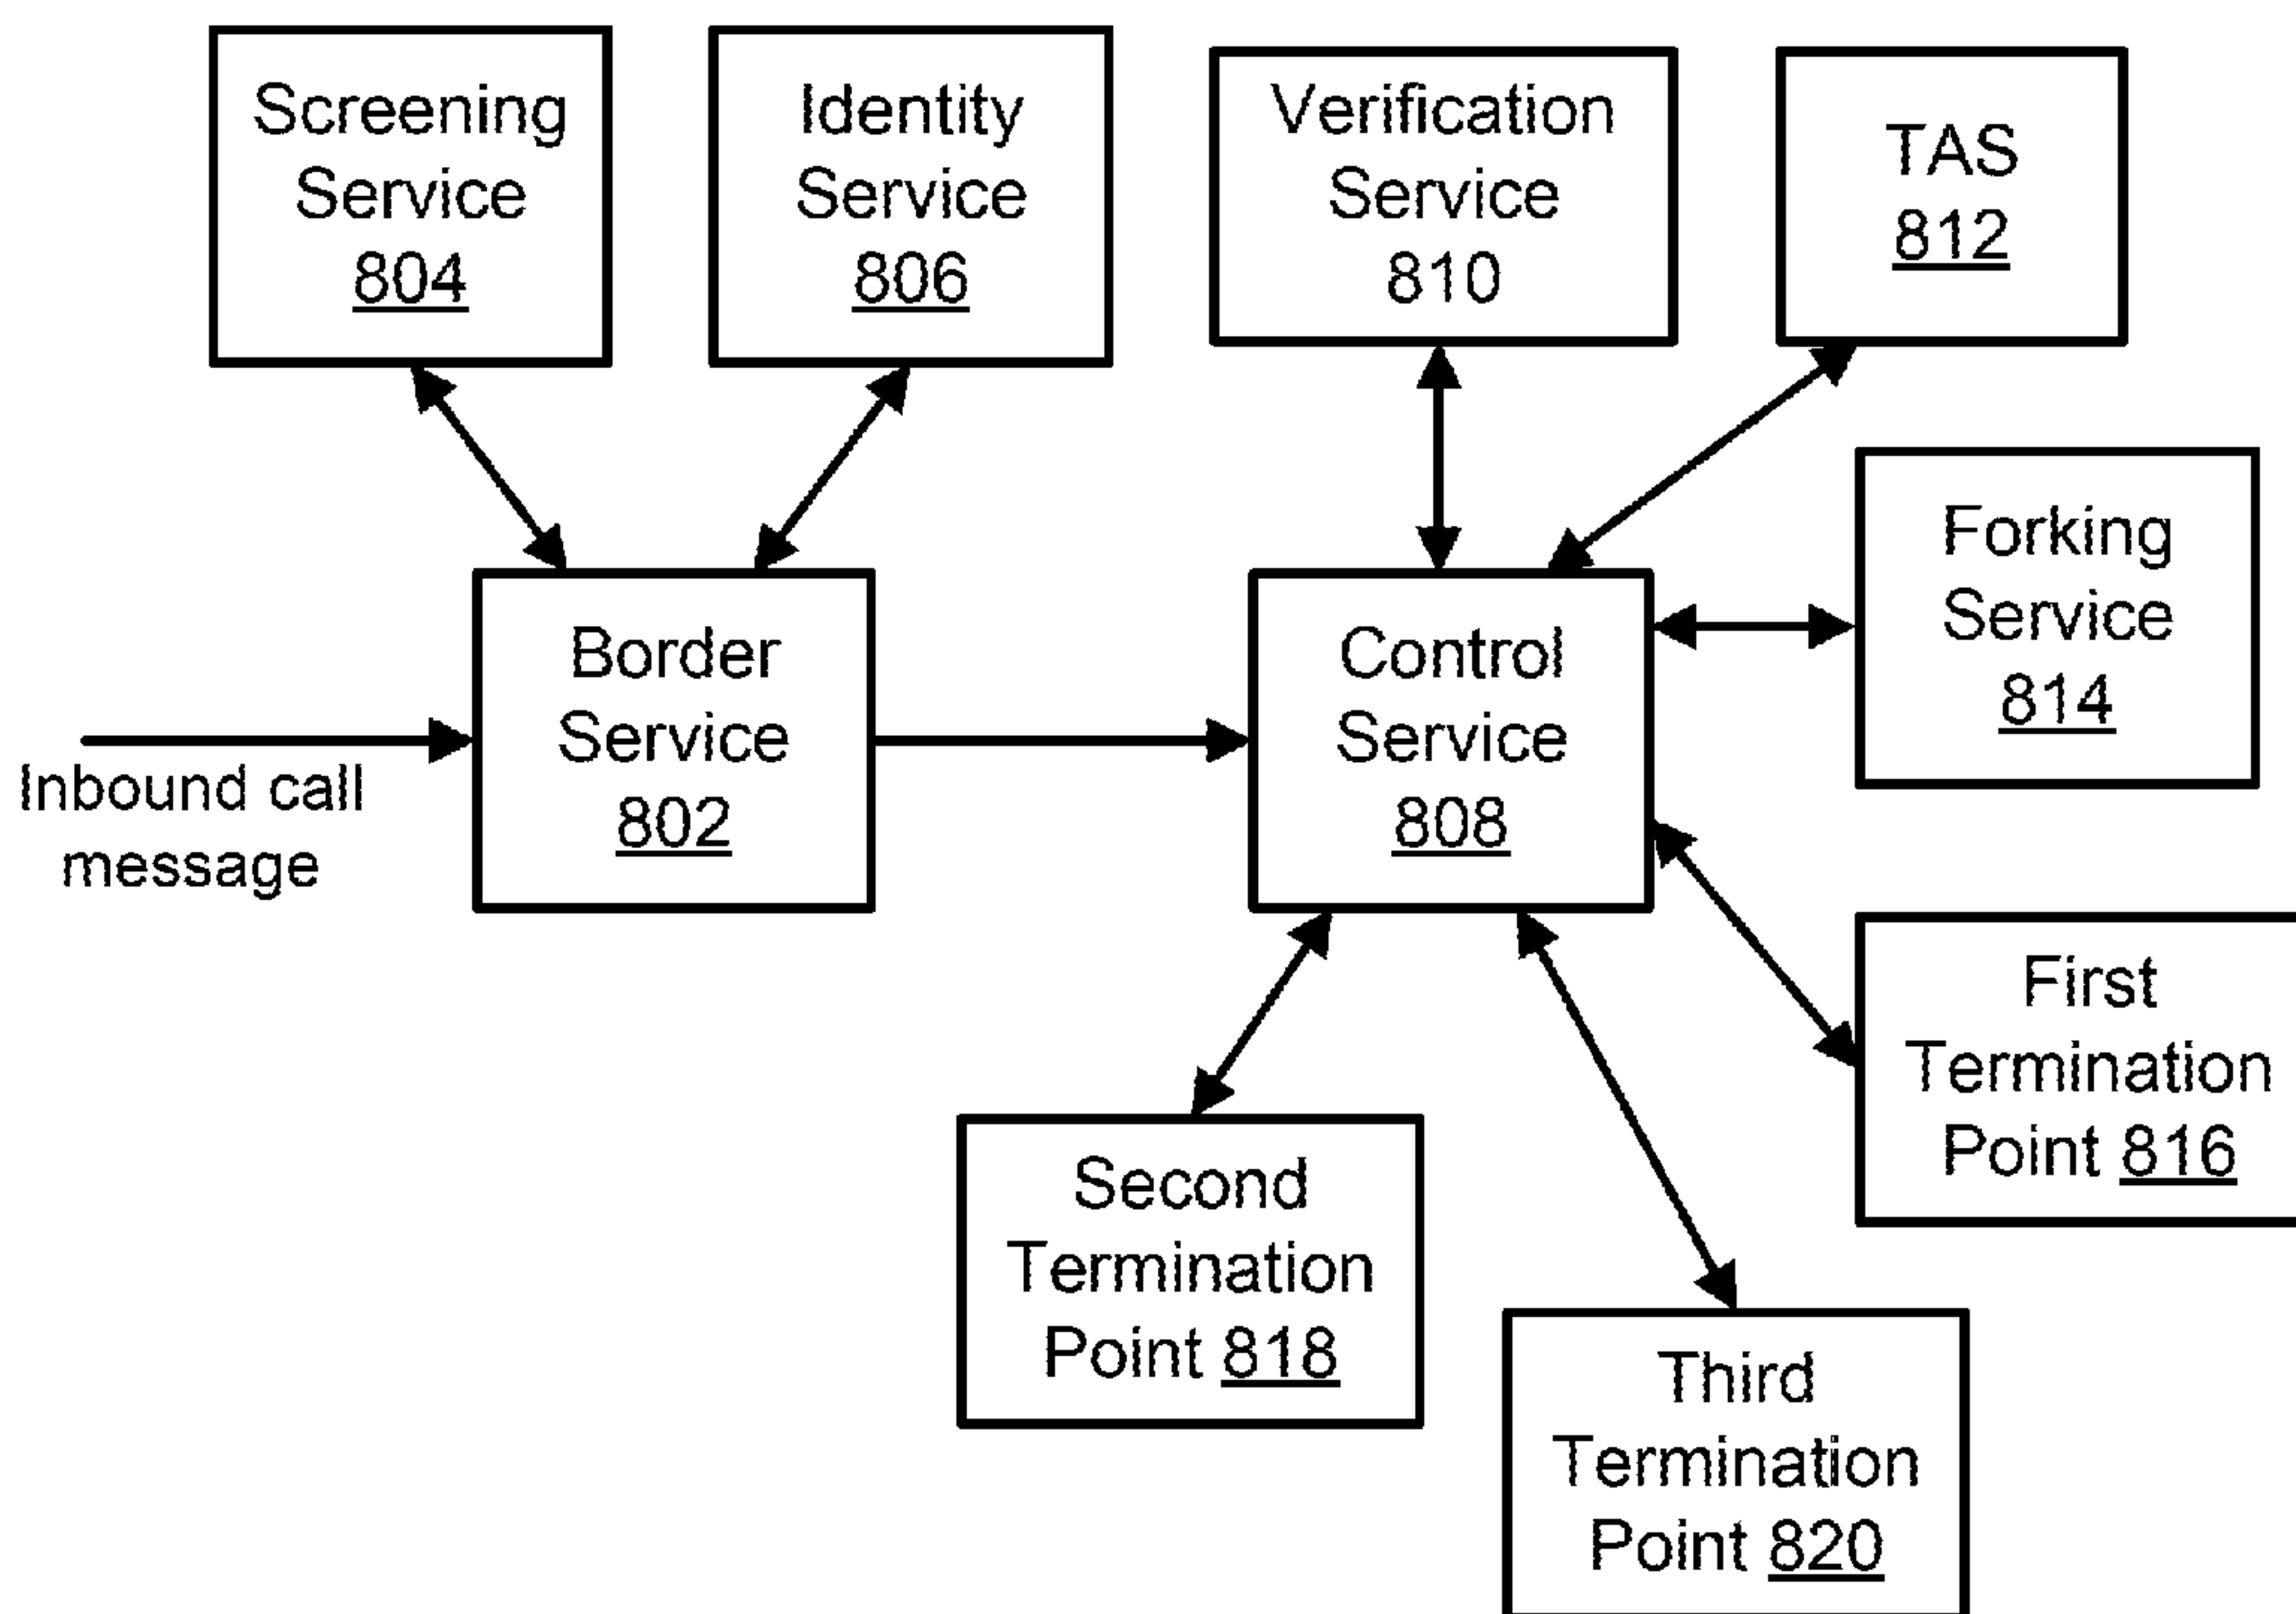 Screening
Service
804
Identity
Service
806
Verification
Service
810
TAS
812
Forking
Service
814
Border
Service
802
Control
Service
808
Inbound call
message
First
Termination
Point 816
Second
Termination
Point 818
Third
Termination
Point 820